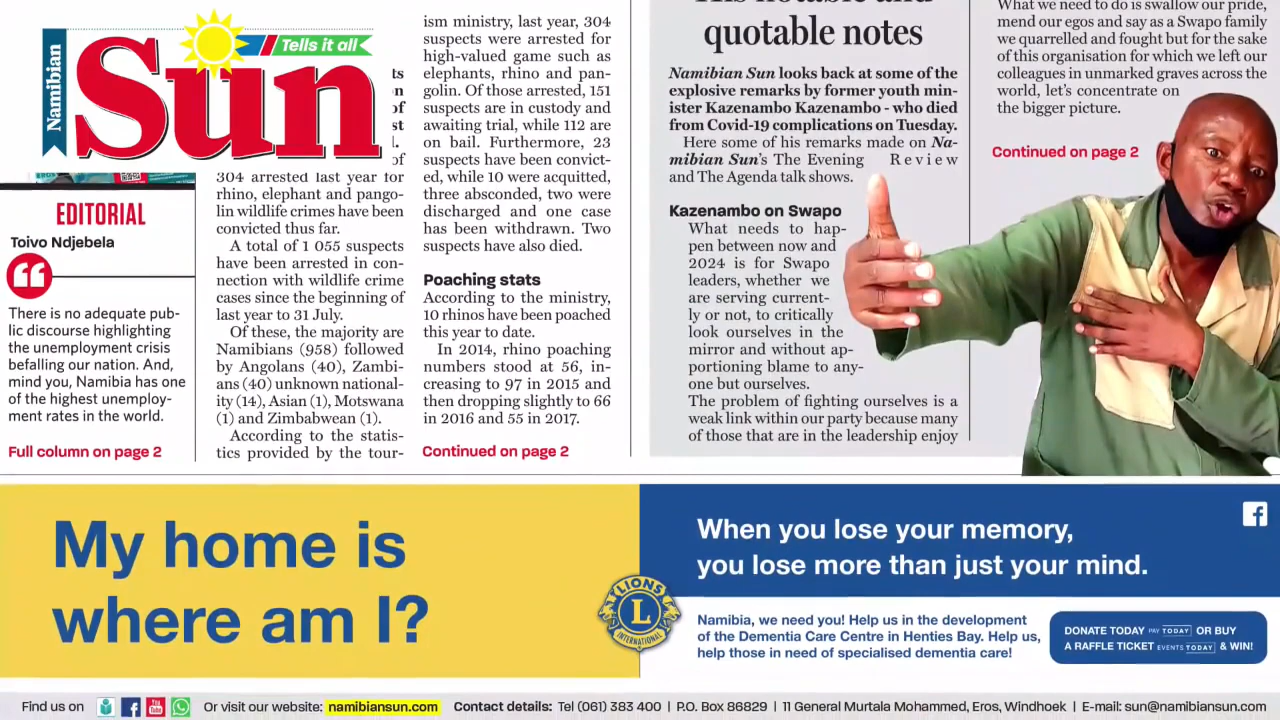 Namibian
Sun
Tells it all
EDITORIAL
Toivo Ndjebela
There is no adequate pub-
lic discourse highlighting
the unemployment crisis
befalling our nation. And,
mind you, Namibia has one
of the highest unemploy-
ment rates in the world.
Full column on page 2
ts
on
of
st
l.
of
304 arrested last year for
rhino, elephant and pango-
lin wildlife crimes have been
convicted thus far.
A total of 1 055 suspects
have been arrested in con-
nection with wildlife crime
cases since the beginning of
last year to 31 July.
Of these, the majority are
Namibians (958) followed
by Angolans (40), Zambi-
ans (40) unknown national-
ity (14), Asian (1), Motswana
(1) and Zimbabwean (1).
According to the statis-
tics provided by the tour-
ism ministry, last year, 304
suspects were arrested for
high-valued game such as
elephants, rhino and pan-
golin. Of those arrested, 151
suspects are in custody and
awaiting trial, while 112 are
on bail. Furthermore, 23
suspects have been convict-
ed, while 10 were acquitted,
three absconded, two were
discharged and one case
has been withdrawn. Two
suspects have also died.
Poaching stats
According to the ministry,
10 rhinos have been poached
this year to date.
In 2014, rhino poaching
numbers stood at 56, in-
creasing to 97 in 2015 and
then dropping slightly to 66
in 2016 and 55 in 2017.
Continued on page 2
His notable and
quotable notes
Namibian Sun looks back at some of the
explosive remarks by former youth min-
ister Kazenambo Kazenambo - who died
from Covid-19 complications on Tuesday.
Here some of his remarks made on Na-
mibian Sun's The Evening Review
and The Agenda talk shows.
Kazenambo on Swapo
What needs to hap-
pen between now and
2024 is for Swapo
leaders, whether we
are serving current-
ly or not, to critically
look ourselves in the
mirror and without ap-
portioning blame to any-
one but ourselves.
The problem of fighting ourselves is a
weak link within our party because many
of those that are in the leadership enjoy
What we need to do is swallow our pride,
mend our egos and say as a Swapo family
we quarrelled and fought but for the sake
of this organisation for which we left our
colleagues in unmarked graves across the
world, let's concentrate on
the bigger picture.
Continued on page 2
My home is
where am I?
LIONS
L
INTERNATIONAL
When you lose your memory,
you lose more than just your mind.
Namibia, we need you! Help us in the development
of the Dementia Care Centre in Henties Bay. Help us,
help those in need of specialised dementia care!
DONATE TODAY PAY TODAY OR BUY
A RAFFLE TICKET EVENTS TODAY & WIN!
Find us on You Tube Or visit our website: namibiansun.com Contact details: Tel (061) 383 400 | P.O. Box 86829 | 11 General Murtala Mohammed, Eros, Windhoek | E-mail: sun@namibiansun.com